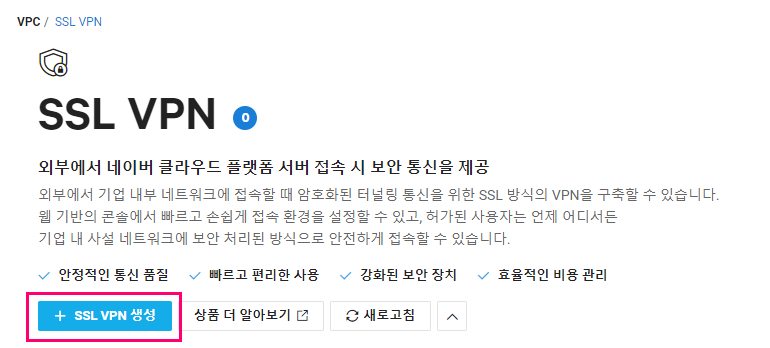 VPC / SSL VPN
SSL VPN 0
외부에서 네이버 클라우드 플랫폼 서버 접속 시 보안 통신을 제공
외부에서 기업 내부 네트워크에 접속할 때 암호화된 터널링 통신을 위한 SSL 방식의 VPN을 구축할 수 있습니다.
웹 기반의 콘솔에서 빠르고 손쉽게 접속 환경을 설정할 수 있고, 허가된 사용자는 언제 어디서든
기업 내 사설 네트워크에 보안 처리된 방식으로 안전하게 접속할 수 있습니다.
안정적인 통신 품질 빠르고 편리한 사용 강화된 보안 장치 효율적인 비용 관리
+ SSL VPN 생성 상품 더 알아보기 새로고침